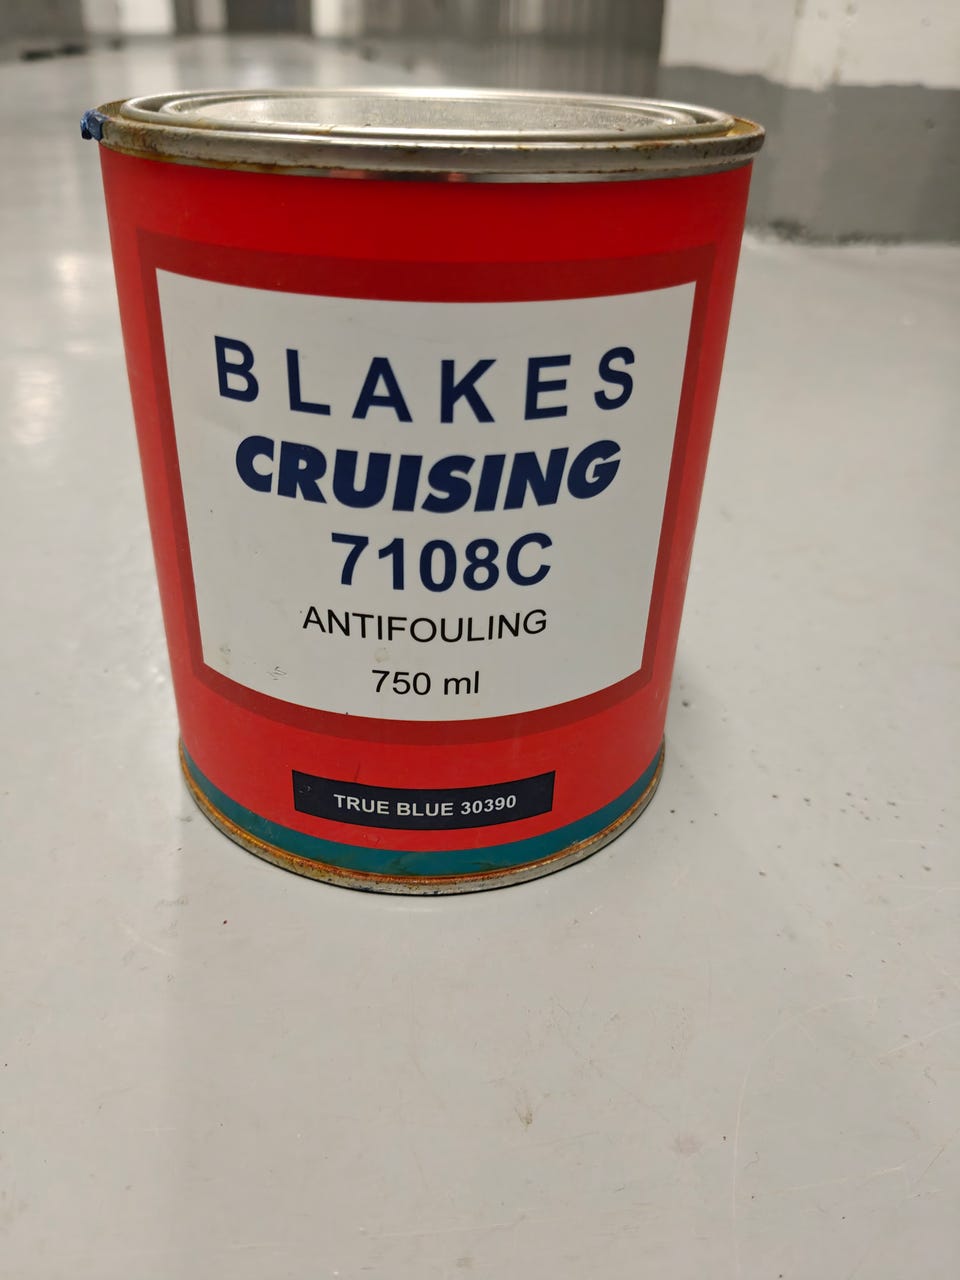 BLAKES
CRUISING
7108C
ANTIFOULING
750 ml
TRUE BLUE 30390